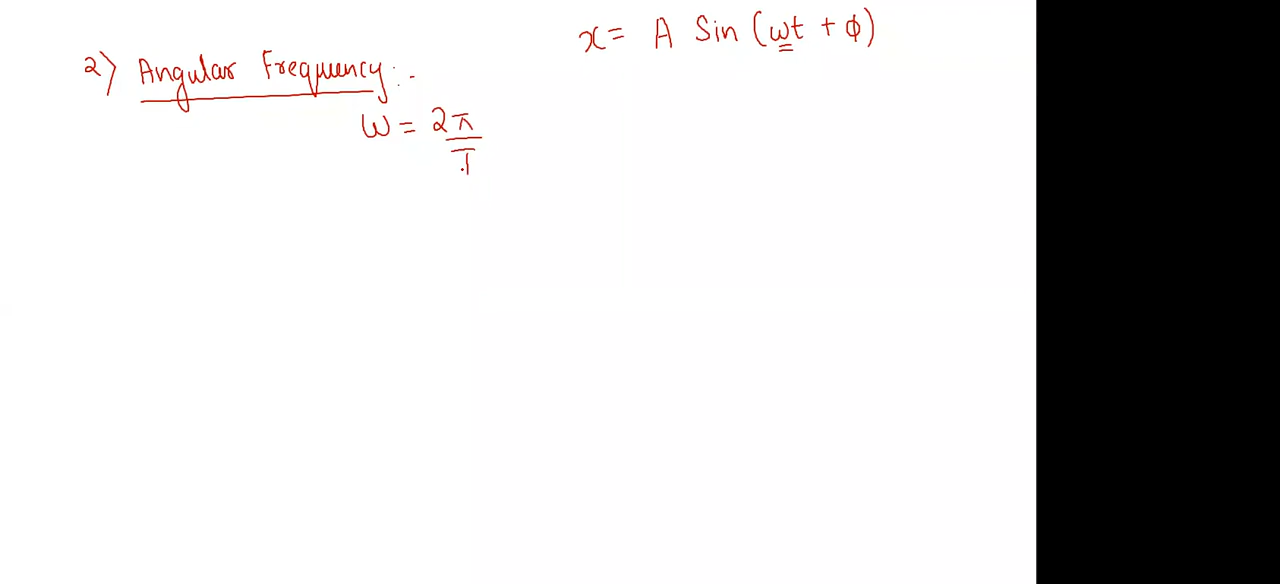 x = A Sin (ωt + φ)
2) Angular Frequency :-
ω = 2π
T